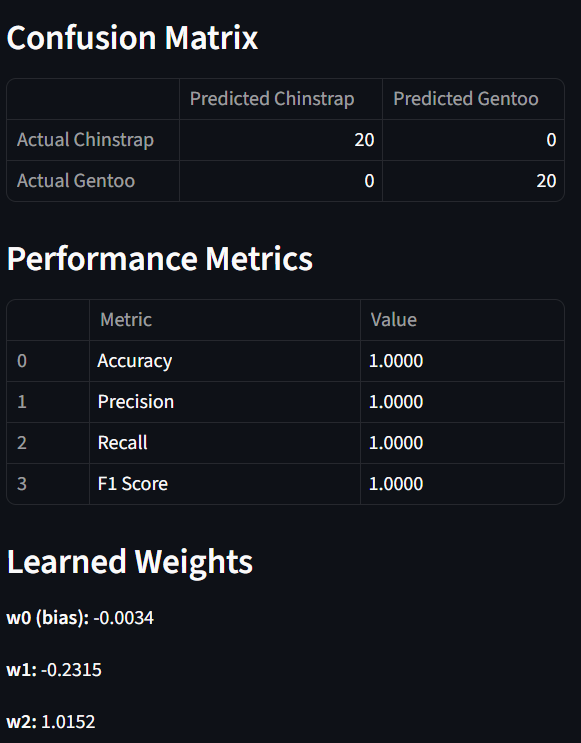 Confusion Matrix
Predicted Chinstrap Predicted Gentoo
Actual Chinstrap 20 0
Actual Gentoo 0 20
Performance Metrics
Metric Value
0 Accuracy 1.0000
1 Precision 1.0000
2 Recall 1.0000
3 F1 Score 1.0000
Learned Weights
w0 (bias): -0.0034
w1: -0.2315
w2: 1.0152